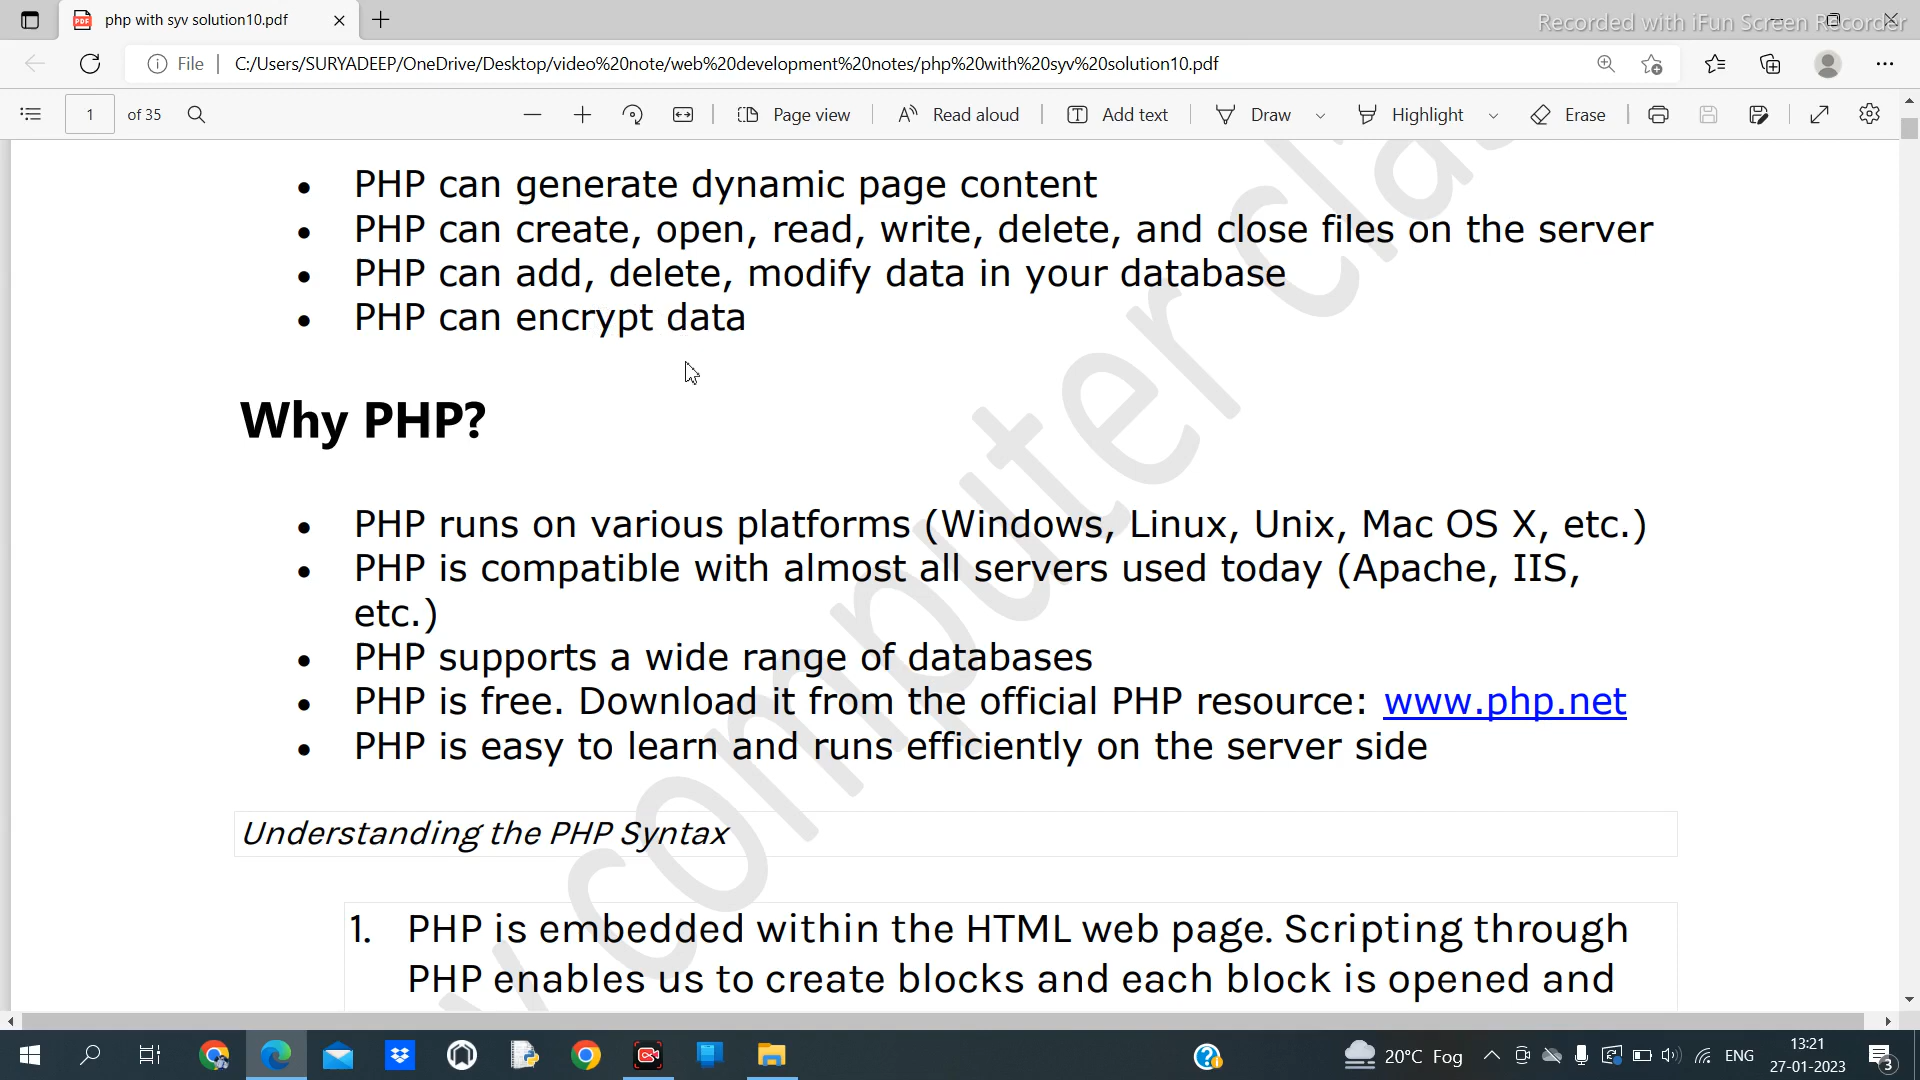 php with syv solution10.pdf
Recorded with iFun Screen Recorder
File
C:/Users/SURYADEEP/OneDrive/Desktop/video%20note/web%20development%20notes/php%20with%20syv%20solution10.pdf
1 of 35 Page view Read aloud Add text Draw Highlight Erase
• PHP can generate dynamic page content
• PHP can create, open, read, write, delete, and close files on the server
• PHP can add, delete, modify data in your database
• PHP can encrypt data
Why PHP?
• PHP runs on various platforms (Windows, Linux, Unix, Mac OS X, etc.)
• PHP is compatible with almost all servers used today (Apache, IIS,
etc.)
• PHP supports a wide range of databases
• PHP is free. Download it from the official PHP resource: www.php.net
• PHP is easy to learn and runs efficiently on the server side
Understanding the PHP Syntax
1. PHP is embedded within the HTML web page. Scripting through
PHP enables us to create blocks and each block is opened and
computer
20°C Fog
ENG
13:21
27-01-2023
3